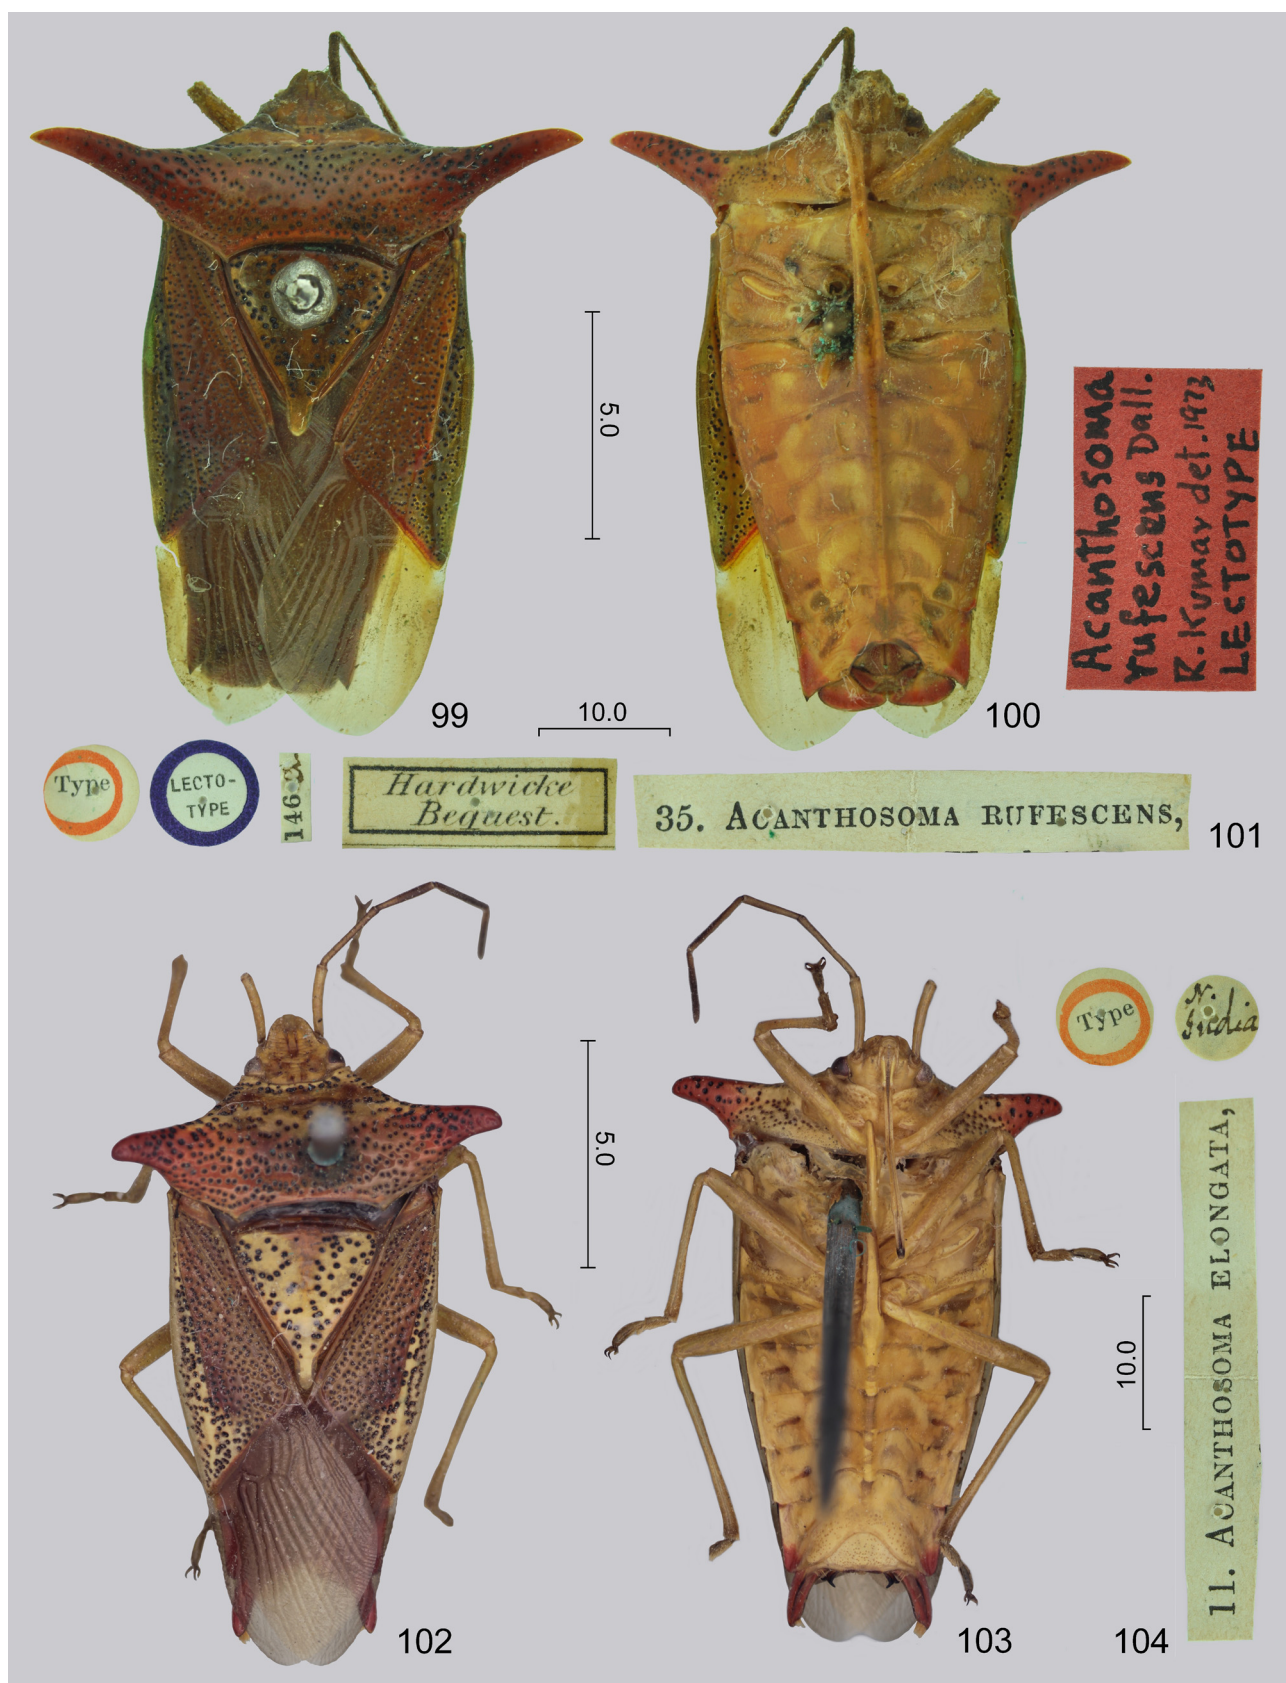 5.0
Acanthosoma
rufescens Dall.
R. Kumar det. 1973
LECTOTYPE
99
10.0
100
Type
LECTO-
TYPE
146
Hardwicke
Bequest.
35. ACANTHOSOMA RUFESCENS,
101
5.0
Type
N.
India
11. ACANTHOSOMA ELONGATA,
10.0
102
103
104